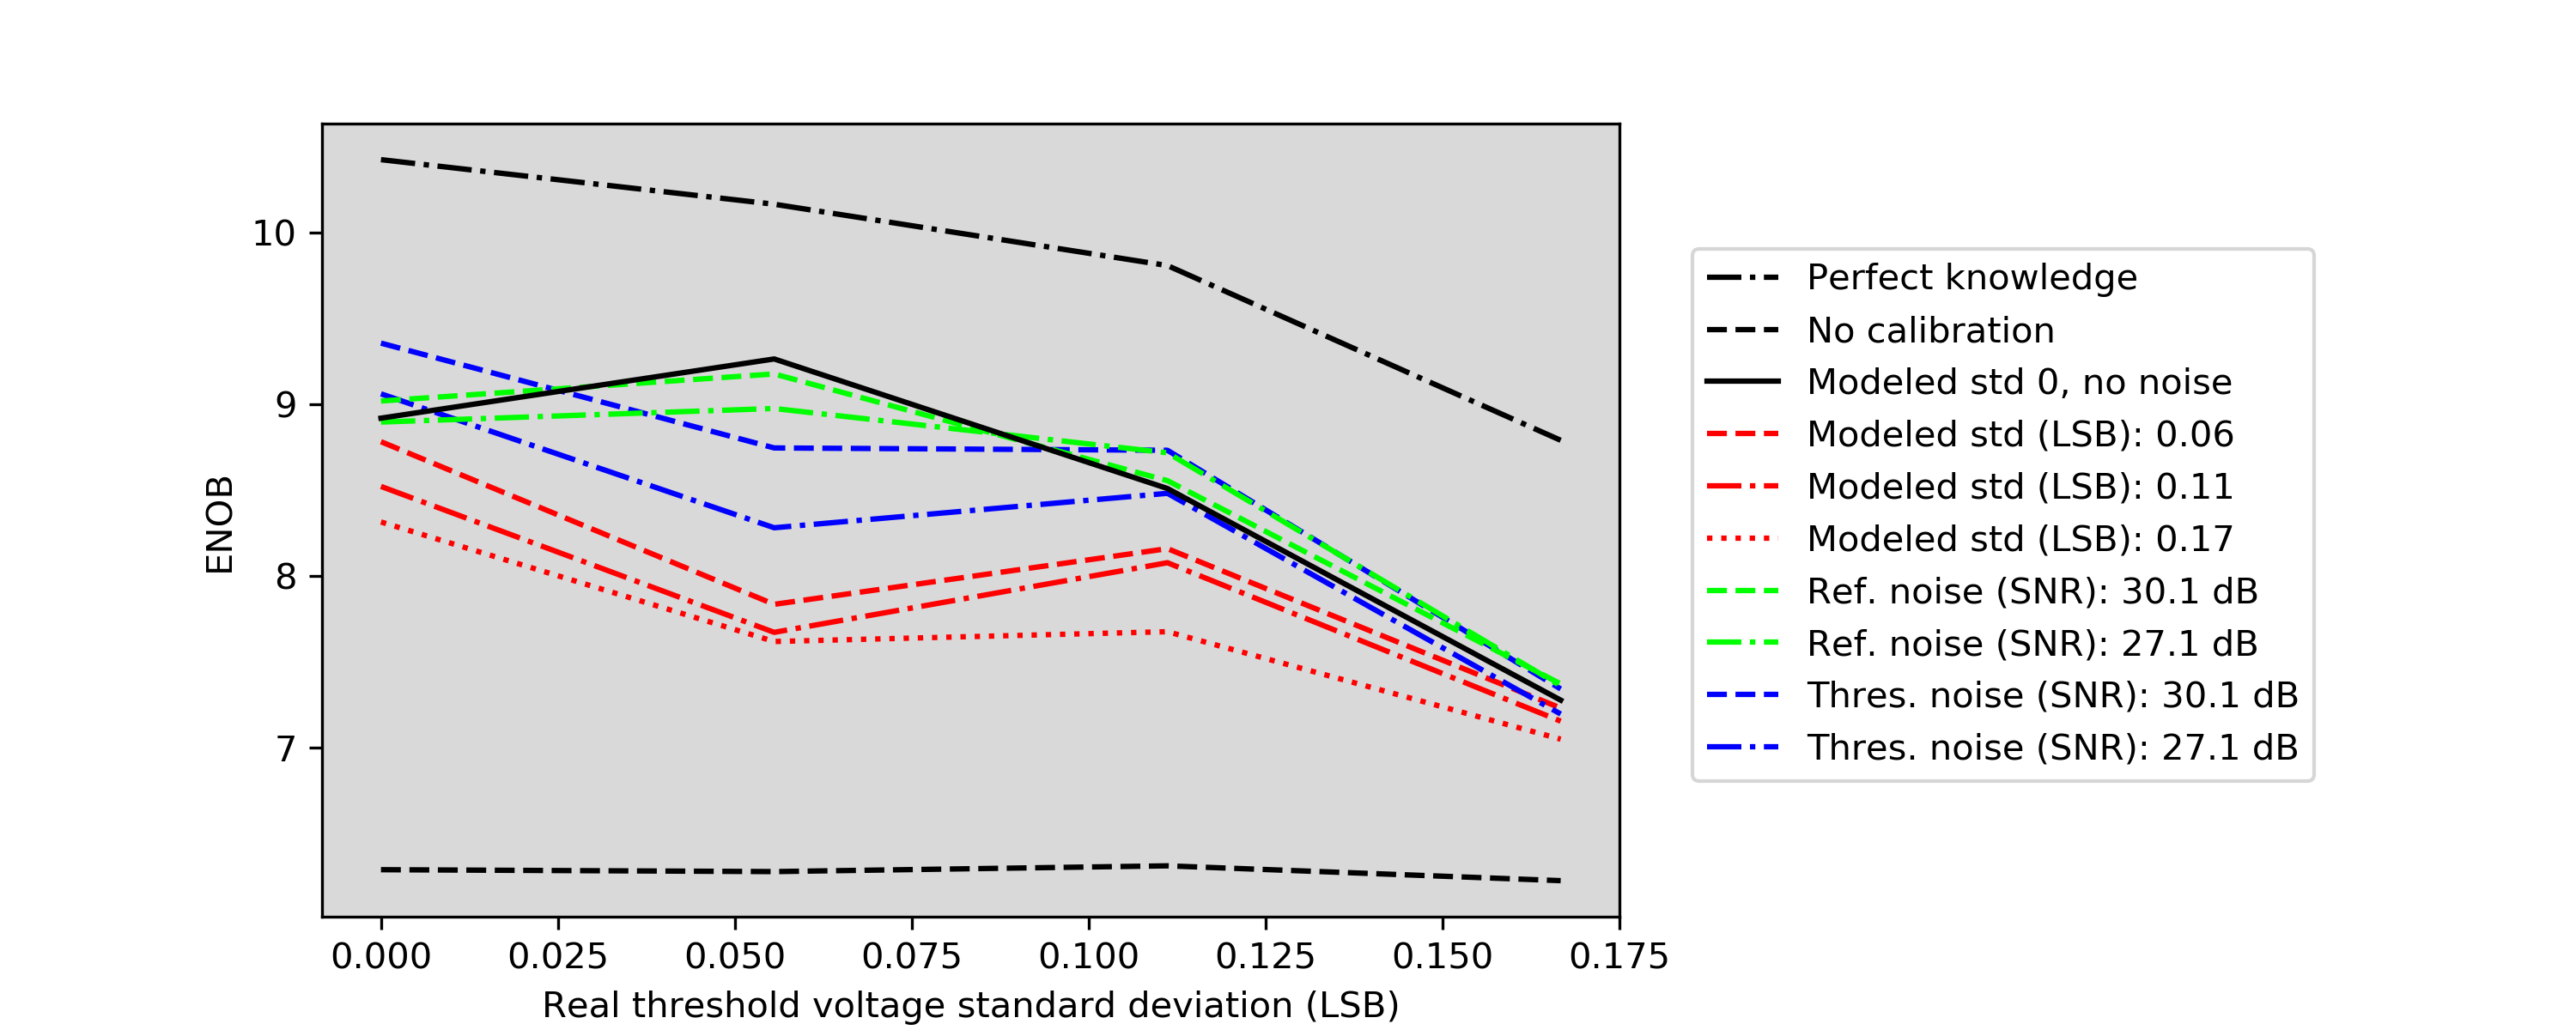 10
9
8
7
ENOB
0.000 0.025 0.050 0.075 0.100 0.125 0.150 0.175
Real threshold voltage standard deviation (LSB)
Perfect knowledge
No calibration
Modeled std 0, no noise
Modeled std (LSB): 0.06
Modeled std (LSB): 0.11
Modeled std (LSB): 0.17
Ref. noise (SNR): 30.1 dB
Ref. noise (SNR): 27.1 dB
Thres. noise (SNR): 30.1 dB
Thres. noise (SNR): 27.1 dB